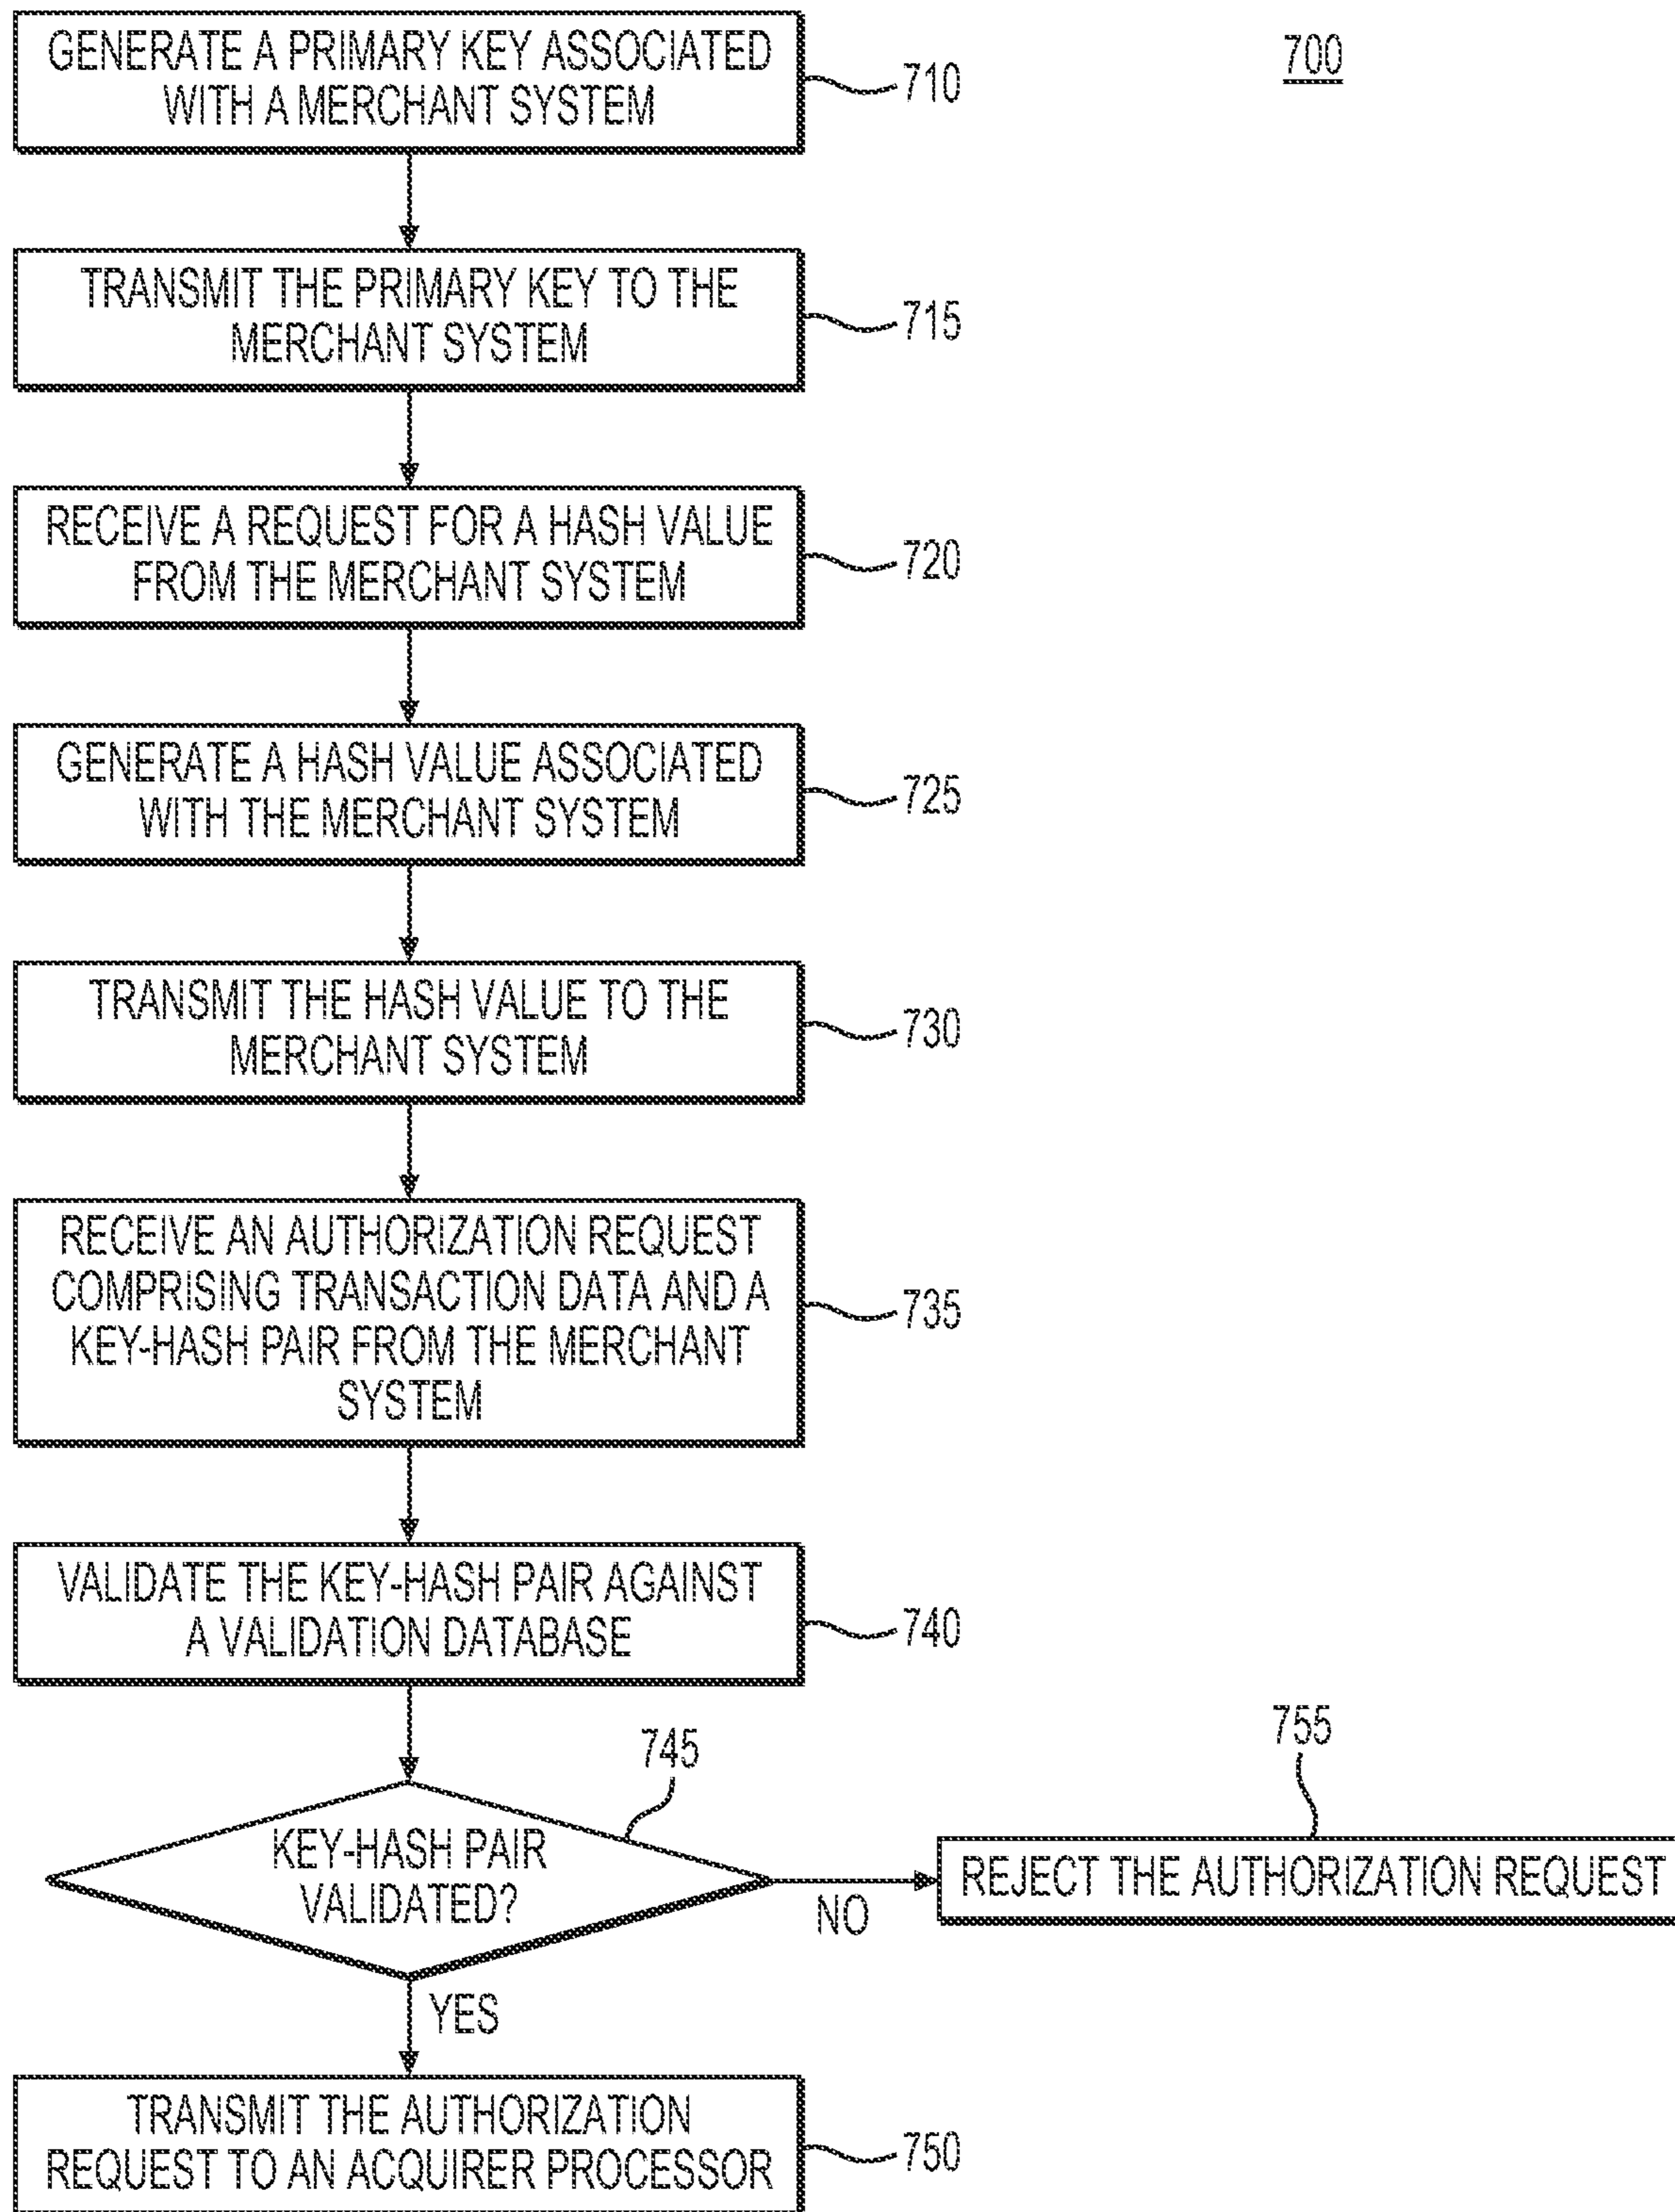 700
GENERATE A PRIMARY KEY ASSOCIATED
WITH A MERCHANT SYSTEM
710
TRANSMIT THE PRIMARY KEY TO THE
MERCHANT SYSTEM
715
RECEIVE A REQUEST FOR A HASH VALUE
FROM THE MERCHANT SYSTEM
720
GENERATE A HASH VALUE ASSOCIATED
WITH THE MERCHANT SYSTEM
725
TRANSMIT THE HASH VALUE TO THE
MERCHANT SYSTEM
730
RECEIVE AN AUTHORIZATION REQUEST
COMPRISING TRANSACTION DATA AND A
KEY-HASH PAIR FROM THE MERCHANT
SYSTEM
735
VALIDATE THE KEY-HASH PAIR AGAINST
A VALIDATION DATABASE
740
745
KEY-HASH PAIR
VALIDATED?
NO
755
REJECT THE AUTHORIZATION REQUEST
YES
TRANSMIT THE AUTHORIZATION
REQUEST TO AN ACQUIRER PROCESSOR
750